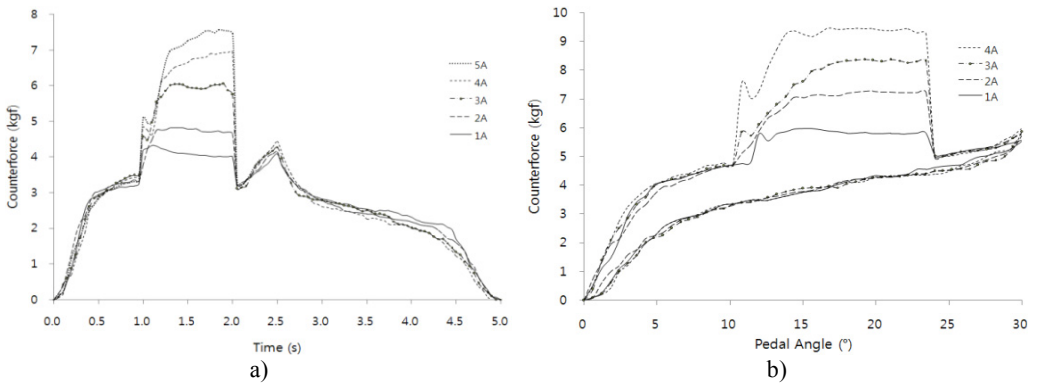 8
7
6
5
4
3
2
1
0
Counterforce (kgf)
5A
4A
3A
2A
1A
0.0 0.5 1.0 1.5 2.0 2.5 3.0 3.5 4.0 4.5 5.0
Time (s)
a)
10
9
8
7
6
5
4
3
2
1
0
Counterforce (kgf)
4A
3A
2A
1A
0 5 10 15 20 25 30
Pedal Angle (°)
b)